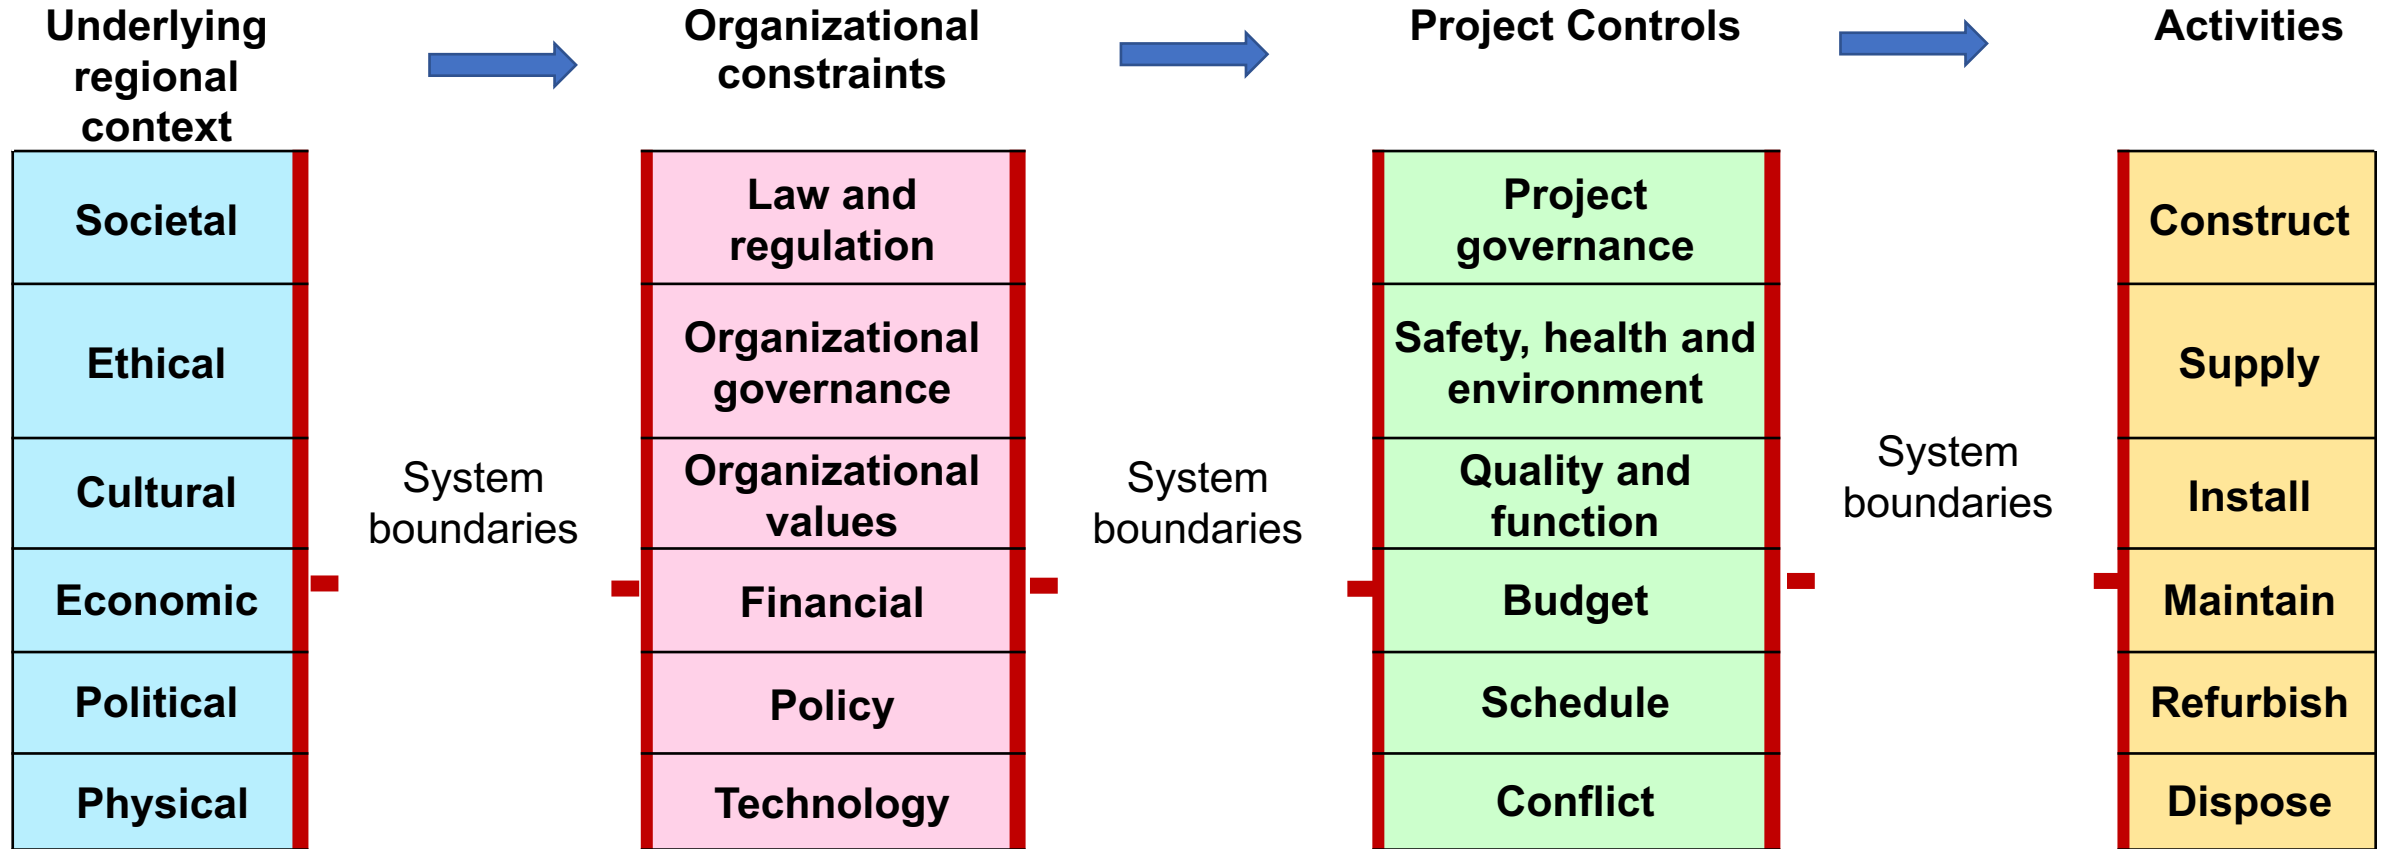 Underlying
regional
context
Organizational
constraints
Project Controls
Activities
Societal
Ethical
Cultural
Economic
Political
Physical
System
boundaries
Law and
regulation
Organizational
governance
Organizational
values
Financial
Policy
Technology
System
boundaries
Project
governance
Safety, health and
environment
Quality and
function
Budget
Schedule
Conflict
System
boundaries
Construct
Supply
Install
Maintain
Refurbish
Dispose